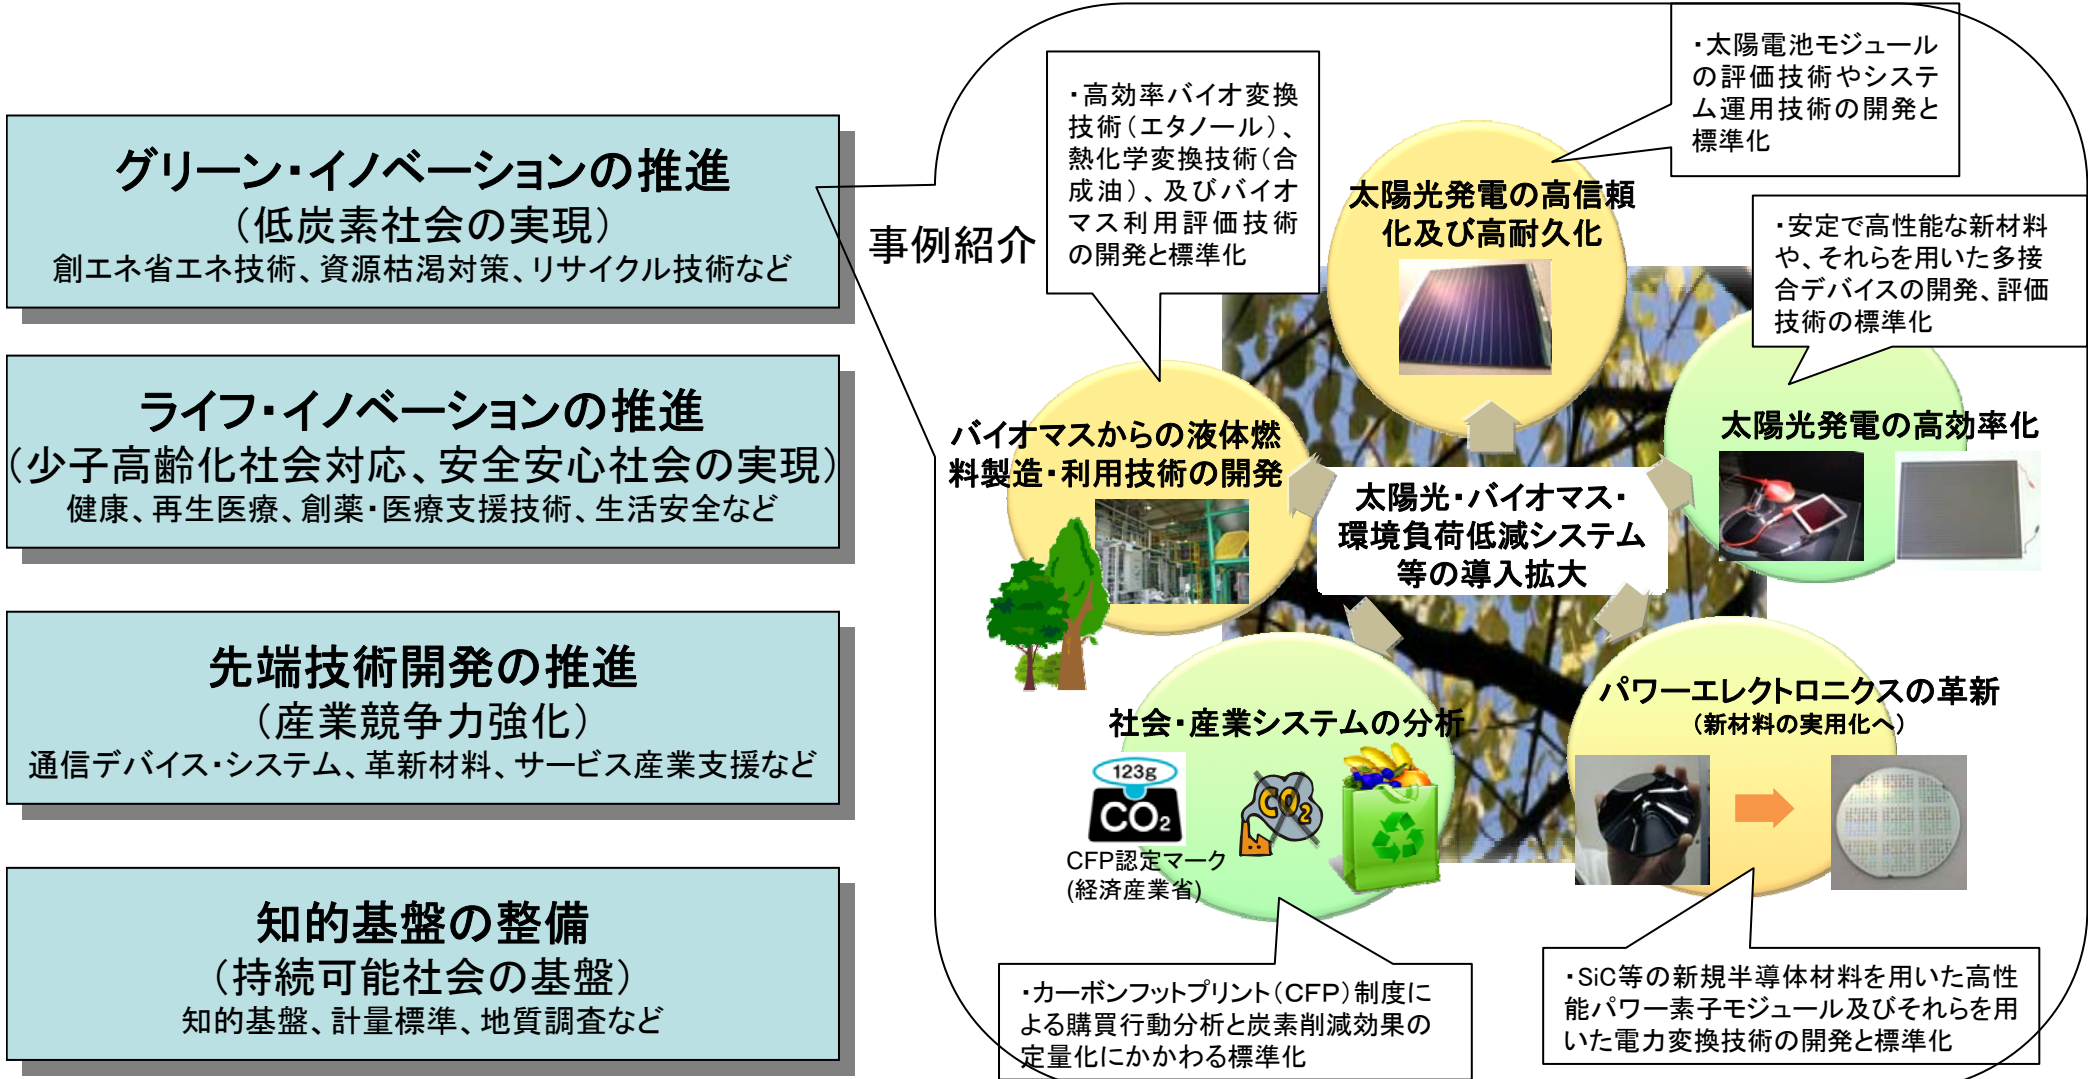 グリーン・イノベーションの推進
（低炭素社会の実現）
創エネ省エネ技術、資源枯渇対策、リサイクル技術など
ライフ・イノベーションの推進
（少子高齢化社会対応、安全安心社会の実現）
健康、再生医療、創薬・医療支援技術、生活安全など
先端技術開発の推進
（産業競争力強化）
通信デバイス・システム、革新材料、サービス産業支援など
知的基盤の整備
（持続可能社会の基盤）
知的基盤、計量標準、地質調査など
事例紹介
・高効率バイオ変換
技術（エタノール）、
熱化学変換技術（合
成油）、及びバイオ
マス利用評価技術
の開発と標準化
・太陽電池モジュール
の評価技術やシステ
ム運用技術の開発と
標準化
太陽光発電の高信頼
化及び高耐久化
・安定で高性能な新材料
や、それらを用いた多接
合デバイスの開発、評価
技術の標準化
バイオマスからの液体燃
料製造・利用技術の開発
太陽光発電の高効率化
太陽光・バイオマス・
環境負荷低減システム
等の導入拡大
社会・産業システムの分析
123g
CO2
CFP認定マーク
(経済産業省)
CO2
パワーエレクトロニクスの革新
（新材料の実用化へ）
・カーボンフットプリント（CFP）制度に
よる購買行動分析と炭素削減効果の
定量化にかかわる標準化
・SiC等の新規半導体材料を用いた高性
能パワー素子モジュール及びそれらを用
いた電力変換技術の開発と標準化